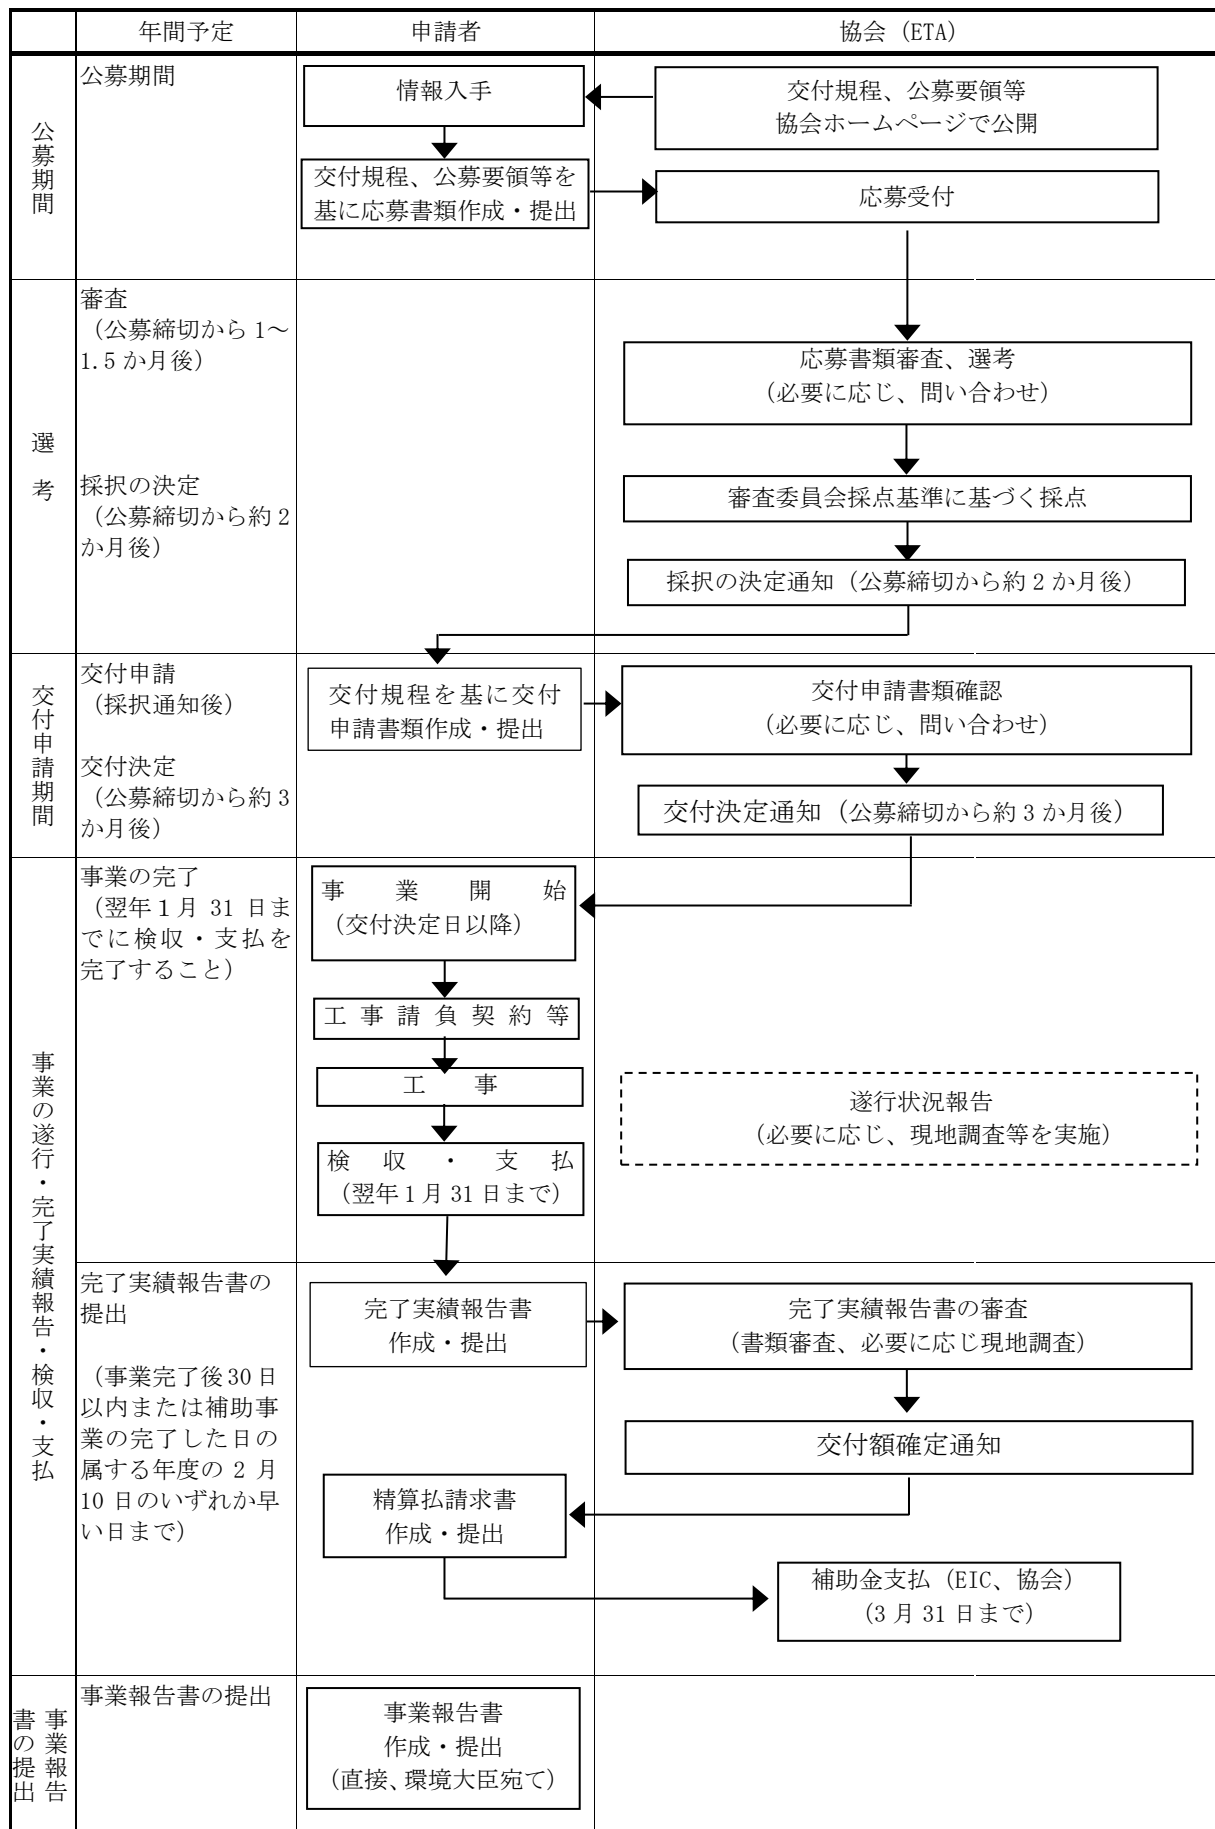 年間予定
申請者
協会（ETA）
公募期間
公募期間
情報入手
交付規程、公募要領等
協会ホームページで公開
交付規程、公募要領等を
基に応募書類作成・提出
応募受付
選考
審査
（公募締切から 1～
1.5 か月後）
応募書類審査、選考
（必要に応じ、問い合わせ）
採択の決定
（公募締切から約 2
か月後）
審査委員会採点基準に基づく採点
採択の決定通知（公募締切から約 2 か月後）
交付申請期間
交付申請
（採択通知後）
交付規程を基に交付
申請書類作成・提出
交付申請書類確認
（必要に応じ、問い合わせ）
交付決定
（公募締切から約 3
か月後）
交付決定通知（公募締切から約 3 か月後）
事業の遂行・完了実績報告・検収・支払
事業の完了
（翌年 1 月 31 日ま
でに検収・支払を
完了すること）
事業開始
（交付決定日以降）
工事請負契約等
工事
遂行状況報告
（必要に応じ、現地調査等を実施）
検収・支払
（翌年 1 月 31 日まで）
完了実績報告書の
提出
（事業完了後 30 日
以内または補助事
業の完了した日の
属する年度の 2 月
10 日のいずれか早
い日まで）
完了実績報告書
作成・提出
完了実績報告書の審査
（書類審査、必要に応じ現地調査）
交付額確定通知
精算払請求書
作成・提出
補助金支払（EIC、協会）
（3 月 31 日まで）
事業報告
書の提出
事業報告書の提出
事業報告書
作成・提出
（直接、環境大臣宛て）